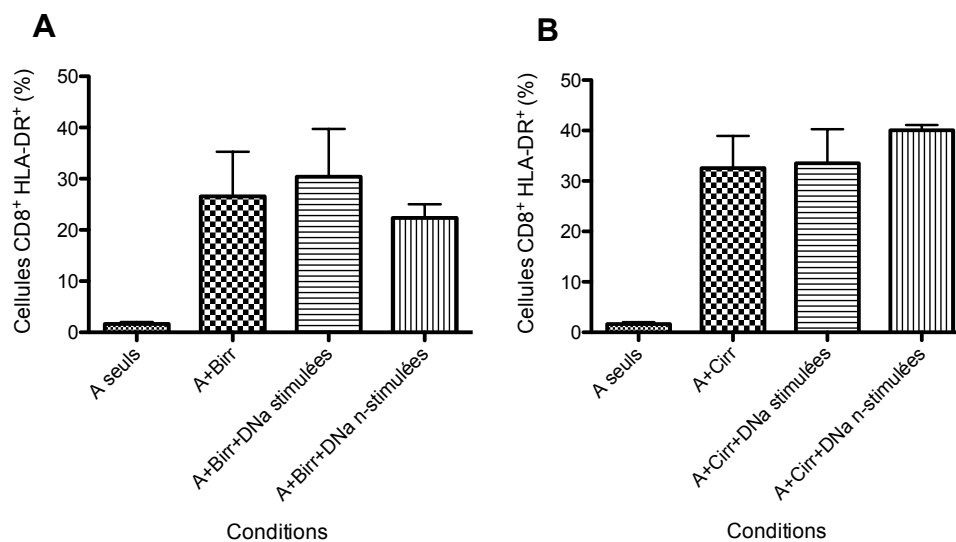 A
Cellules CD8⁺ HLA-DR⁺ (%)
50
40
30
20
10
0
A seuls
A+Birr
A+Birr+DNa stimulées
A+Birr+DNa n-stimulées
Conditions
B
Cellules CD8⁺ HLA-DR⁺ (%)
50
40
30
20
10
0
A seuls
A+Cirr
A+Cirr+DNa stimulées
A+Cirr+DNa n-stimulées
Conditions